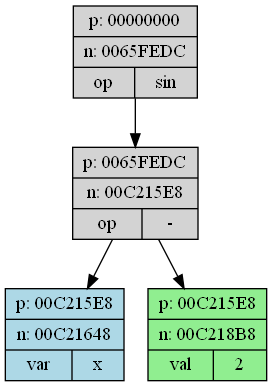 p: 00000000
n: 0065FEDC
op sin
p: 0065FEDC
n: 00C215E8
op -
p: 00C215E8
n: 00C21648
var x
p: 00C215E8
n: 00C218B8
val 2